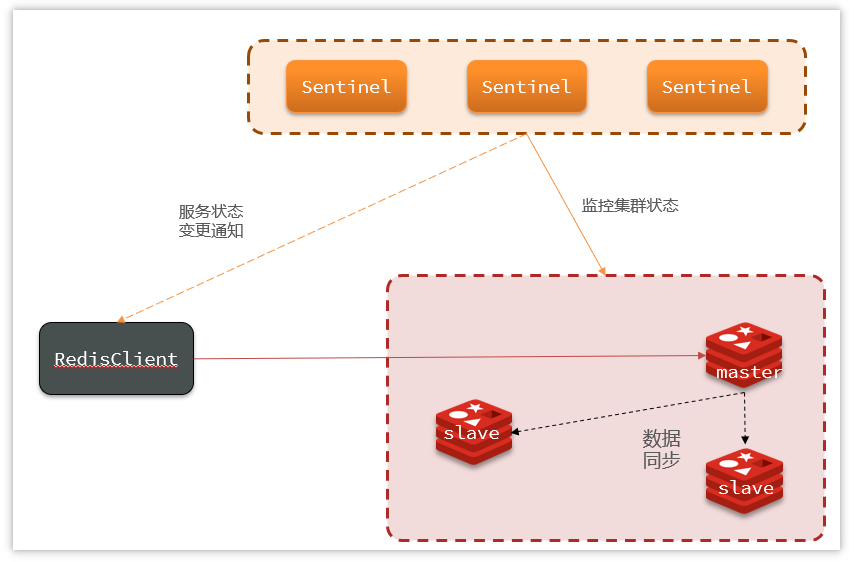 Sentinel
Sentinel
Sentinel
服务状态
变更通知
监控集群状态
RedisClient
master
slave
数据
同步
slave